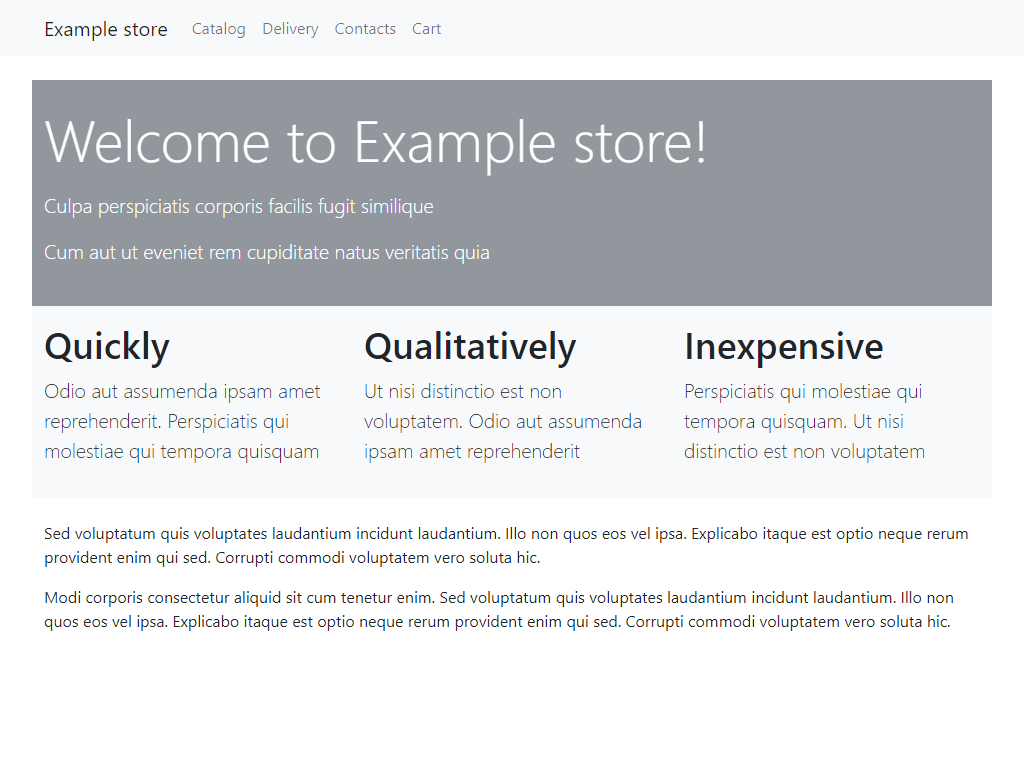 Example store Catalog Delivery Contacts Cart
Welcome to Example store!
Culpa perspiciatis corporis facilis fugit similique
Cum aut ut eveniet rem cupiditate natus veritatis quia
Quickly
Odio aut assumenda ipsam amet
reprehenderit. Perspiciatis qui
molestiae qui tempora quisquam
Qualitatively
Ut nisi distinctio est non
voluptatem. Odio aut assumenda
ipsam amet reprehenderit
Inexpensive
Perspiciatis qui molestiae qui
tempora quisquam. Ut nisi
distinctio est non voluptatem
Sed voluptatum quis voluptates laudantium incidunt laudantium. Illo non quos eos vel ipsa. Explicabo itaque est optio neque rerum
provident enim qui sed. Corrupti commodi voluptatem vero soluta hic.
Modi corporis consectetur aliquid sit cum tenetur enim. Sed voluptatum quis voluptates laudantium incidunt laudantium. Illo non
quos eos vel ipsa. Explicabo itaque est optio neque rerum provident enim qui sed. Corrupti commodi voluptatem vero soluta hic.